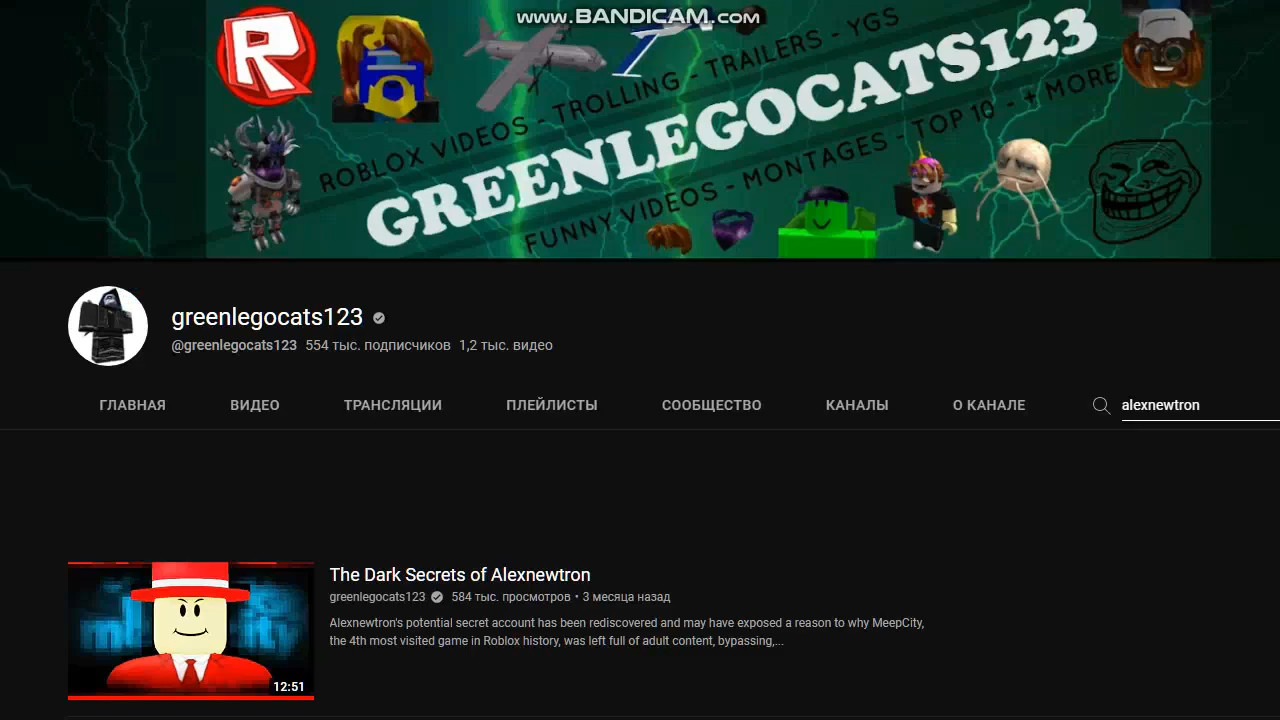 www.BANDICAM.com
ROBLOX VIDEOS - TROLLING - TRAILERS - YGS
GREENLEGOCATS123
FUNNY VIDEOS - MONTAGES - TOP 10 - + MORE
greenlegocats123
@greenlegocats123 554 тыс. подписчиков 1,2 тыс. видео
ГЛАВНАЯ ВИДЕО ТРАНСЛЯЦИИ ПЛЕЙЛИСТЫ СООБЩЕСТВО КАНАЛЫ О КАНАЛЕ alexnewtron
The Dark Secrets of Alexnewtron
greenlegocats123 584 тыс. просмотров • 3 месяца назад
Alexnewtron's potential secret account has been rediscovered and may have exposed a reason to why MeepCity,
the 4th most visited game in Roblox history, was left full of adult content, bypassing,...
12:51